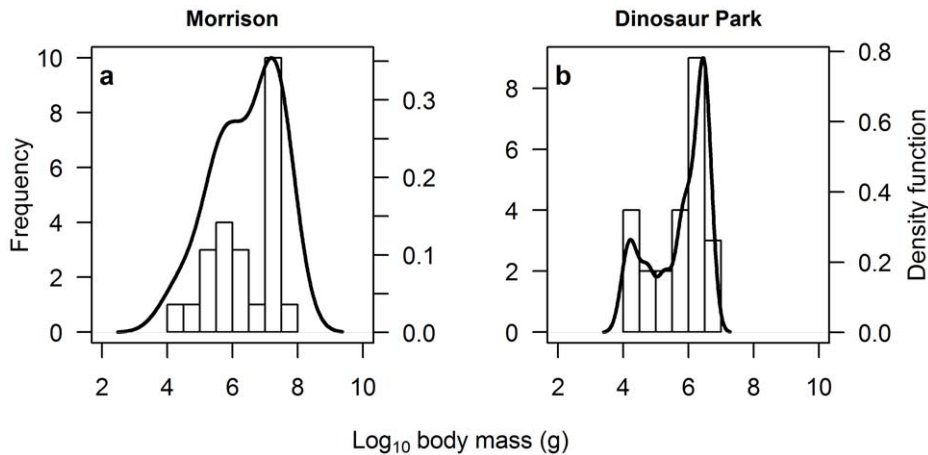 Morrison
Dinosaur Park
a
b
Frequency
10
8
6
4
2
0
0.3
0.2
0.1
0.0
8
6
4
2
0
0.8
0.6
0.4
0.2
0.0
Density function
2 4 6 8 10
2 4 6 8 10
Log₁₀ body mass (g)